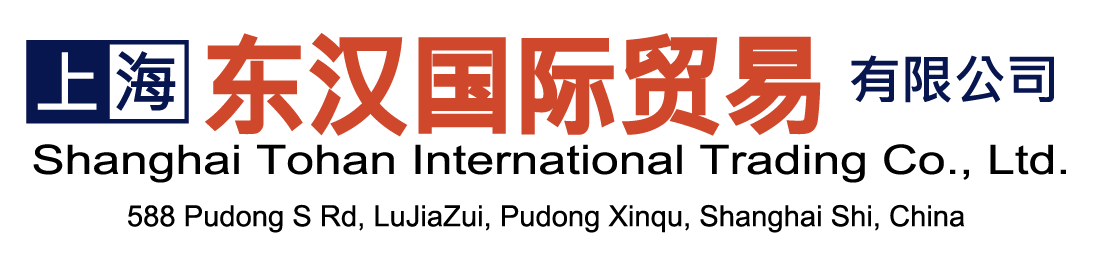 上海东汉国际贸易有限公司
Shanghai Tohan International Trading Co., Ltd.
588 Pudong S Rd, LuJiaZui, Pudong Xinqu, Shanghai Shi, China